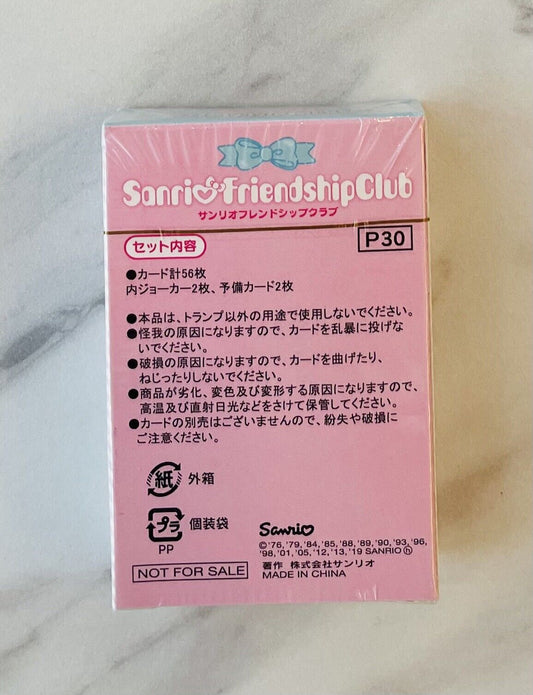 Sanrio Friendship Club
サンリオフレンドシップクラブ
セット内容
P30
●カード計56枚
内ジョーカー2枚、予備カード2枚
●本品は、トランプ以外の用途で使用しないでください。
●怪我の原因になりますので、カードを乱暴に投げな
いでください。
●破損の原因になりますので、カードを曲げたり、
ねじったりしないでください。
●商品が劣化、変色及び変形する原因になりますので、
高温及び直射日光などをさけて保管してください。
●カードの別売はございませんので、紛失や破損に
ご注意ください。
紙 外箱
プラ 個装袋
PP
Sanrio
©'76,'79,'84,'85,'88,'89,'90,'93,'96,
'98,'01,'05,'12,'13,'19 SANRIO ⓗ
著作 株式会社サンリオ
MADE IN CHINA
NOT FOR SALE